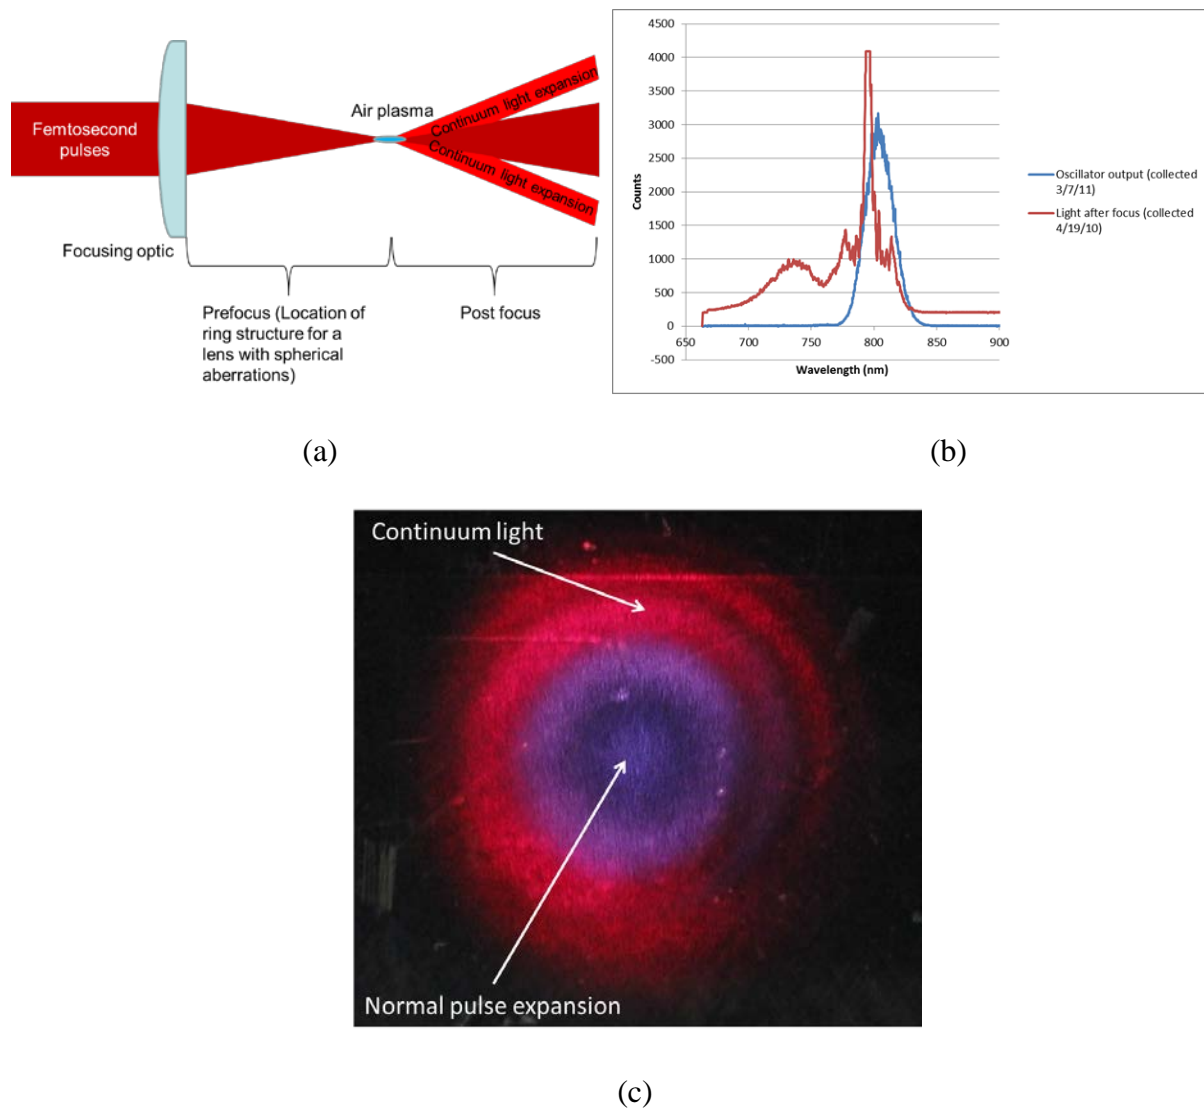 Femtosecond
pulses
Air plasma
Continuum light expansion
Continuum light expansion
Focusing optic
Prefocus (Location of
ring structure for a
lens with spherical
aberrations)
Post focus
(a)
4500
4000
3500
3000
2500
2000
1500
1000
500
0
-500
Counts
650
700
750
800
850
900
Wavelength (nm)
Oscillator output (collected
3/7/11)
Light after focus (collected
4/19/10)
(b)
Continuum light
Normal pulse expansion
(c)